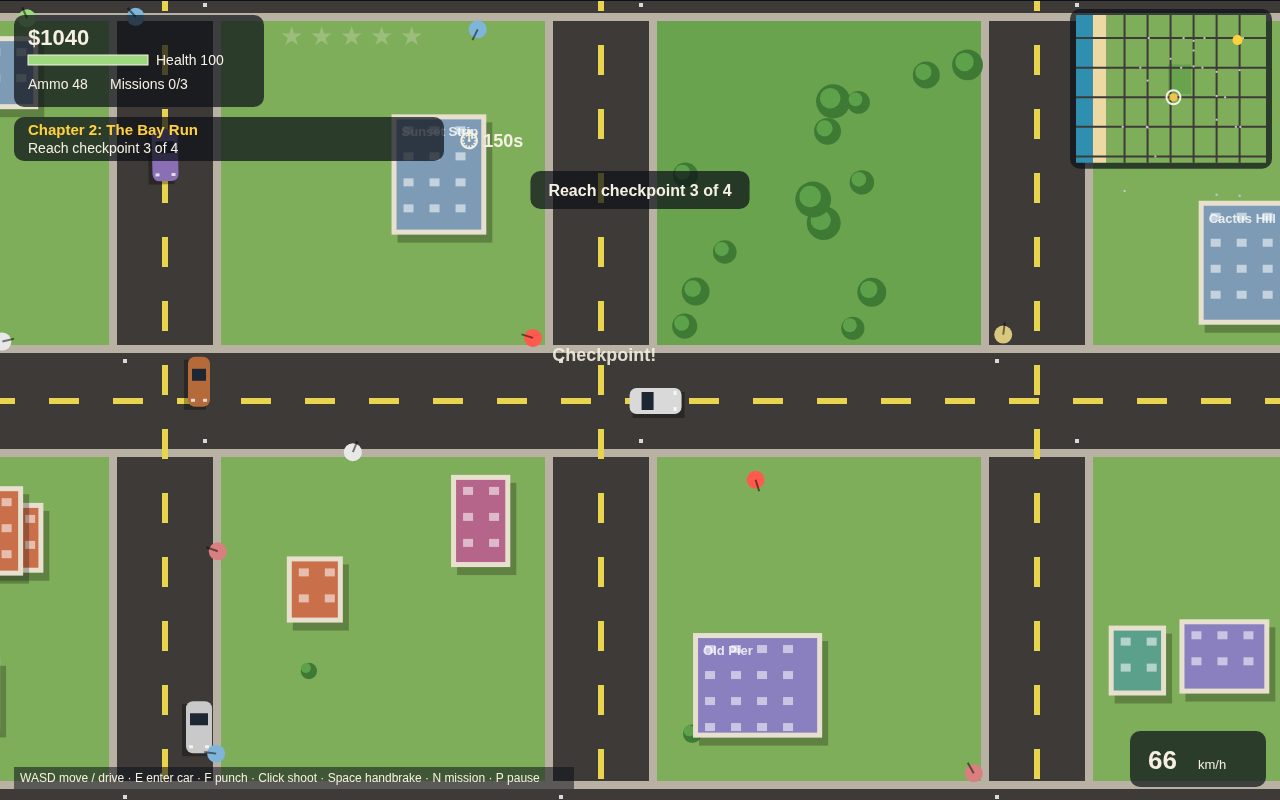 $1040
Health 100
Ammo 48 Missions 0/3
Chapter 2: The Bay Run
Reach checkpoint 3 of 4
Sunset Strip
150s
Reach checkpoint 3 of 4
Cactus Hill
Checkpoint!
Old Pier
66 km/h
WASD move / drive · E enter car · F punch · Click shoot · Space handbrake · N mission · P pause